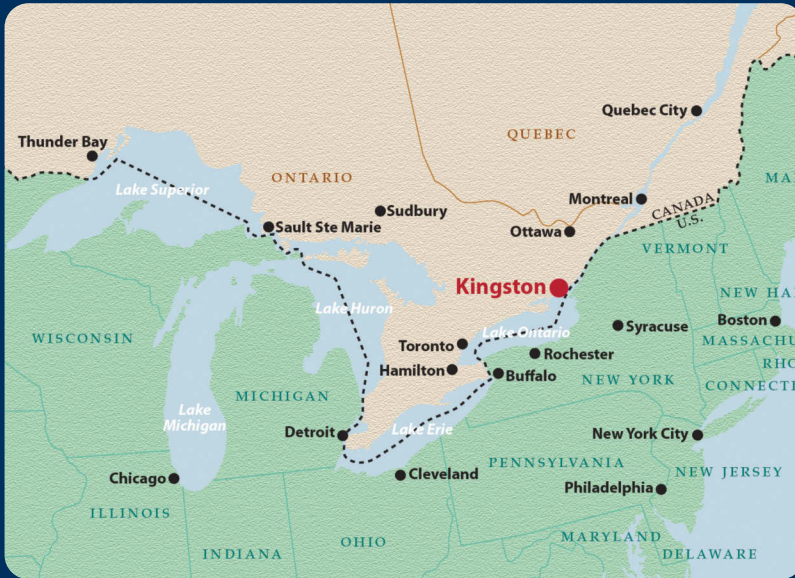 Quebec City
QUEBEC
Thunder Bay
ONTARIO
MA
Lake Superior
Montreal
Sudbury
CANADA
U.S.
Sault Ste Marie
Ottawa
VERMONT
Kingston
NEW HA
Lake Huron
Boston
Syracuse
Lake Ontario
WISCONSIN
Toronto
MASSACHU
Rochester
RHO
Hamilton
Buffalo
NEW YORK
CONNECTI
MICHIGAN
Lake
Michigan
Lake Erie
Detroit
New York City
PENNSYLVANIA
NEW JERSEY
Chicago
Cleveland
Philadelphia
ILLINOIS
MARYLAND
OHIO
INDIANA
DELAWARE